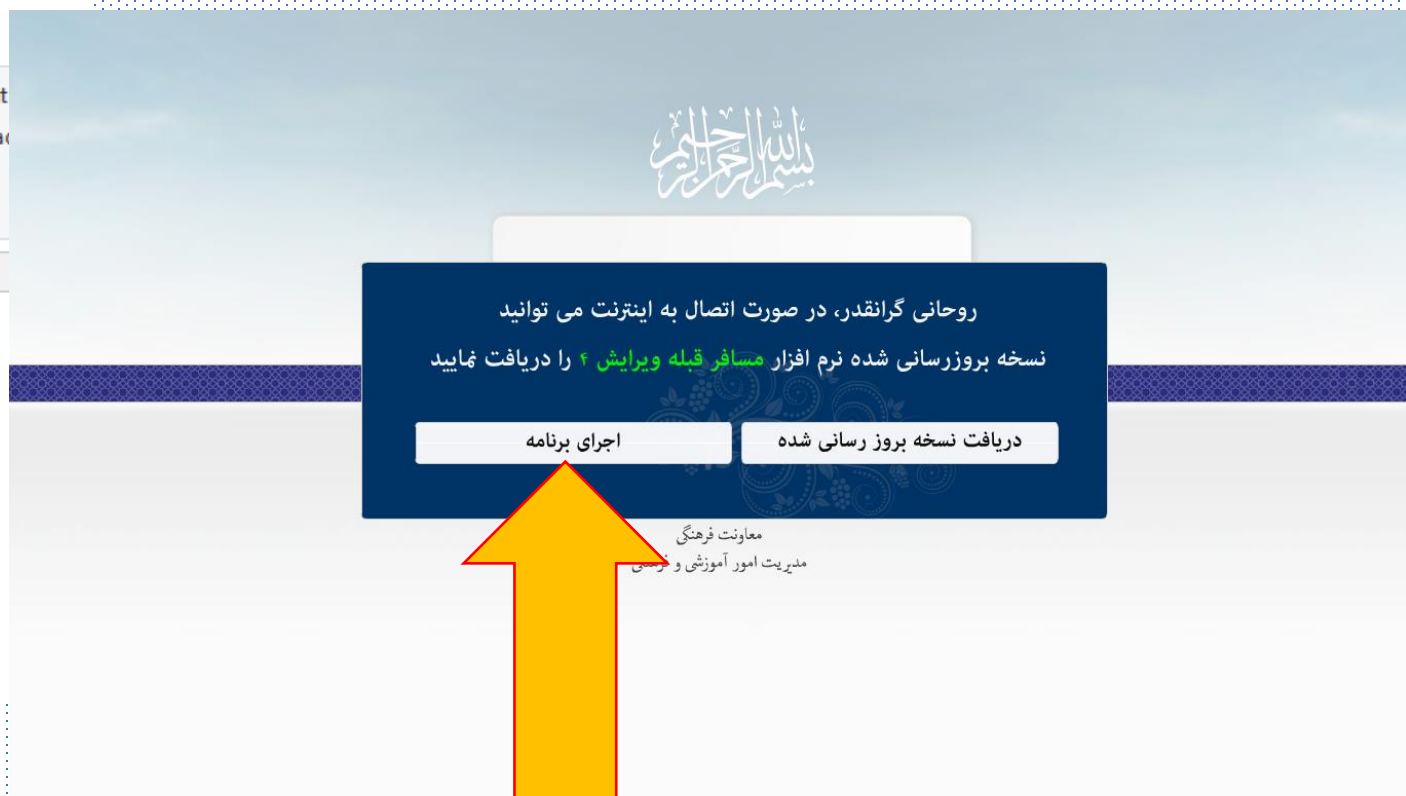 t
بسم الله الرحمن الرحیم
روحانی گرانقدر، در صورت اتصال به اینترنت می توانید
نسخه بروزرسانی شده نرم افزار مسافر قبله ویرایش ۴ را دریافت نمایید
دریافت نسخه بروز رسانی شده
اجرای برنامه
معاونت فرهنگی
مدیریت امور آموزشی و فرهنگی